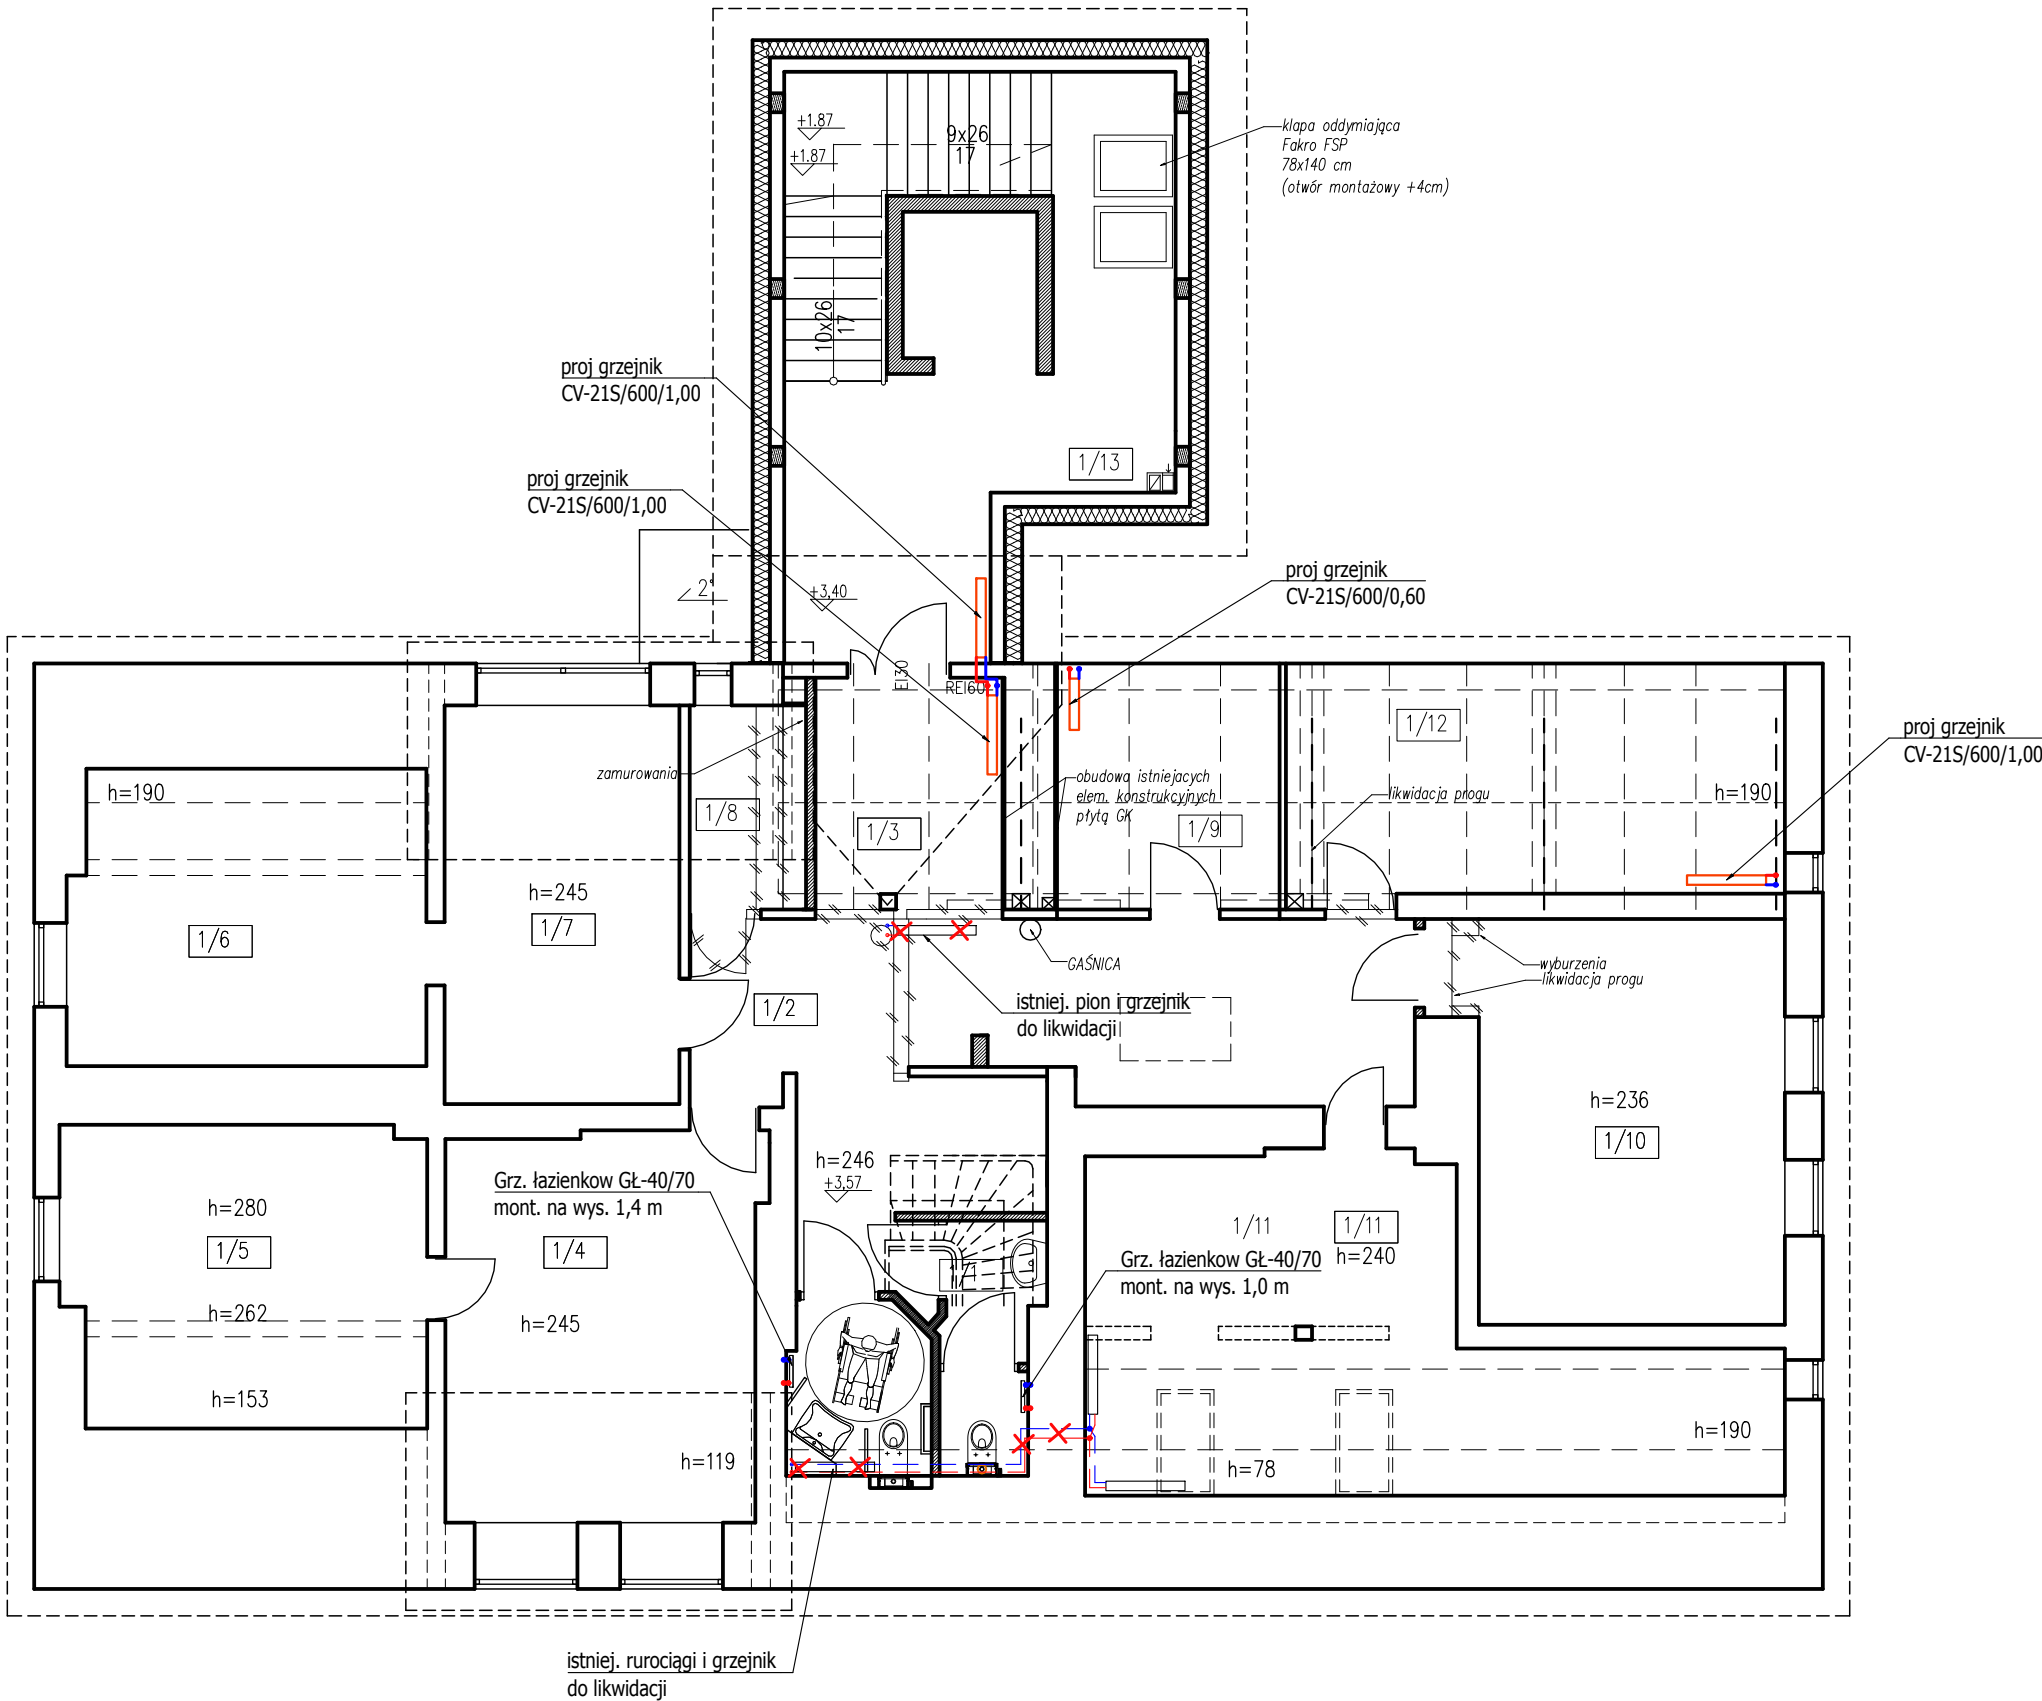 klapa oddymiająca
Fakro FSP
78x140 cm
(otwór montażowy +4cm)
+1.87
+1.87
9x26
17
10x26
17
proj grzejnik
CV-21S/600/1,00
1/13
proj grzejnik
CV-21S/600/1,00
2°
+3,40
proj grzejnik
CV-21S/600/0,60
EI30
REI60
1/12
proj grzejnik
CV-21S/600/1,00
zamurowania
obudowa istniejacych
elem. konstrukcyjnych
płytą GK
likwidacja progu
h=190
h=190
1/8
1/3
1/9
h=245
1/7
1/6
GAŚNICA
wyburzenia
likwidacja progu
1/2
istniej. pion i grzejnik
do likwidacji
h=236
1/10
h=246
+3,57
Grz. łazienkow GŁ-40/70
mont. na wys. 1,4 m
h=280
1/5
1/4
1/11
1/11
h=240
Grz. łazienkow GŁ-40/70
mont. na wys. 1,0 m
h=262
h=245
h=153
h=119
h=190
h=78
istniej. rurociągi i grzejnik
do likwidacji